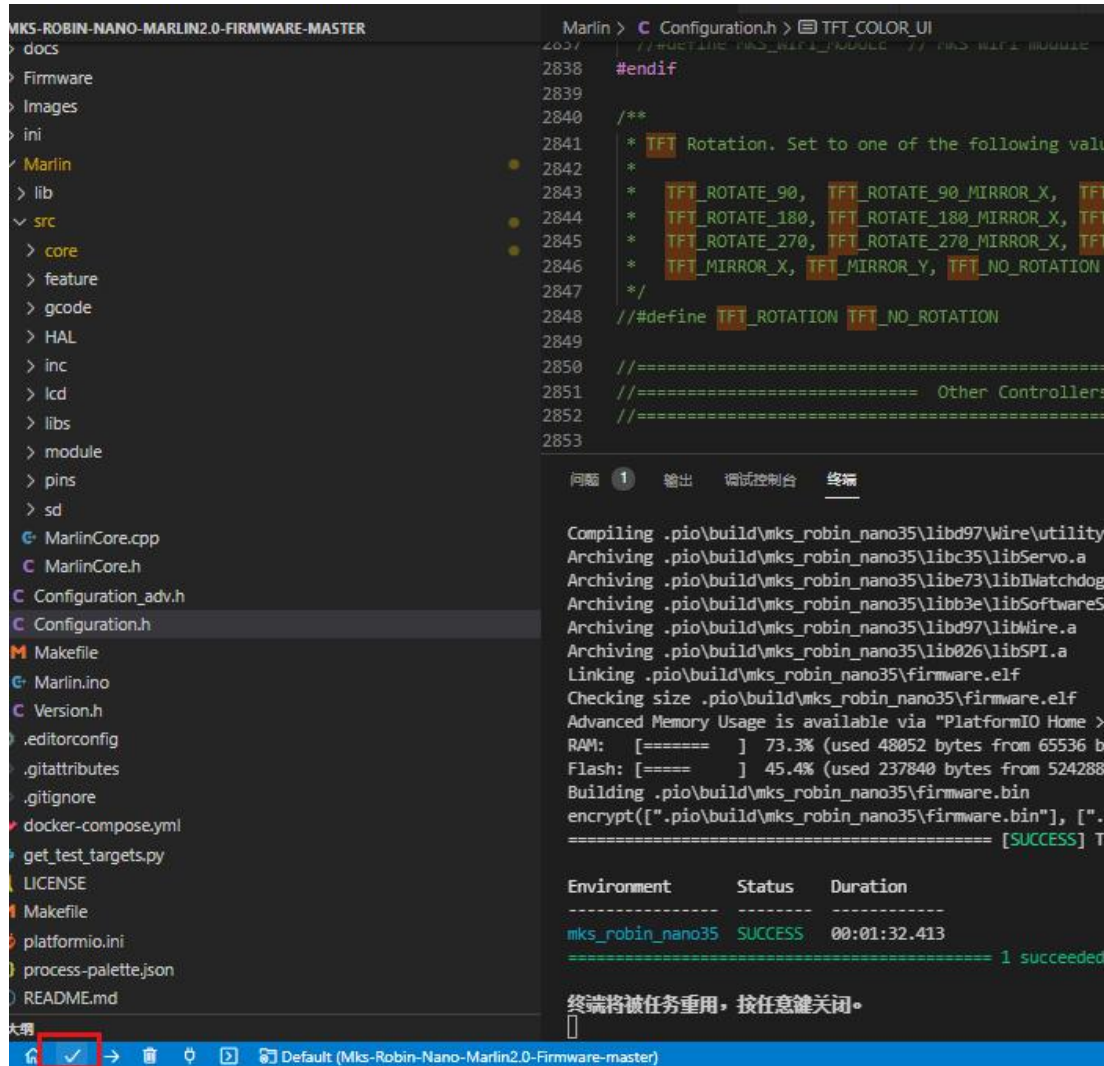 MKS-ROBIN-NANO-MARLIN2.0-FIRMWARE-MASTER
docs
Firmware
Images
ini
Marlin
lib
src
core
feature
gcode
HAL
inc
lcd
libs
module
pins
sd
MarlinCore.cpp
MarlinCore.h
Configuration_adv.h
Configuration.h
Makefile
Marlin.ino
Version.h
.editorconfig
.gitattributes
.gitignore
docker-compose.yml
get_test_targets.py
LICENSE
Makefile
platformio.ini
process-palette.json
README.md
大纲
Marlin > C Configuration.h > TFT_COLOR_UI
2837 //#define MKS_WIFI_MODULE // MKS WiFi module
2838 #endif
2839
2840 /**
2841 * TFT Rotation. Set to one of the following valu
2842 *
2843 * TFT_ROTATE_90, TFT_ROTATE_90_MIRROR_X, TFT
2844 * TFT_ROTATE_180, TFT_ROTATE_180_MIRROR_X, TFT
2845 * TFT_ROTATE_270, TFT_ROTATE_270_MIRROR_X, TFT
2846 * TFT_MIRROR_X, TFT_MIRROR_Y, TFT_NO_ROTATION
2847 */
2848 //#define TFT_ROTATION TFT_NO_ROTATION
2849
2850 //=================================================
2851 //============================= Other Controllers
2852 //=================================================
2853
问题 1 输出 调试控制台 终端
Compiling .pio\build\mks_robin_nano35\libd97\Wire\utility
Archiving .pio\build\mks_robin_nano35\libc35\libServo.a
Archiving .pio\build\mks_robin_nano35\libe73\libIWatchdog
Archiving .pio\build\mks_robin_nano35\libb3e\libSoftwareS
Archiving .pio\build\mks_robin_nano35\libd97\libWire.a
Archiving .pio\build\mks_robin_nano35\lib026\libSPI.a
Linking .pio\build\mks_robin_nano35\firmware.elf
Checking size .pio\build\mks_robin_nano35\firmware.elf
Advanced Memory Usage is available via "PlatformIO Home >
RAM: [======= ] 73.3% (used 48052 bytes from 65536 b
Flash: [===== ] 45.4% (used 237840 bytes from 524288
Building .pio\build\mks_robin_nano35\firmware.bin
encrypt([".pio\build\mks_robin_nano35\firmware.bin"], [".
============================================ [SUCCESS] T
Environment Status Duration
---------------- -------- ------------
mks_robin_nano35 SUCCESS 00:01:32.413
============================================ 1 succeeded
终端将被任务重用，按任意键关闭。
Default (Mks-Robin-Nano-Marlin2.0-Firmware-master)